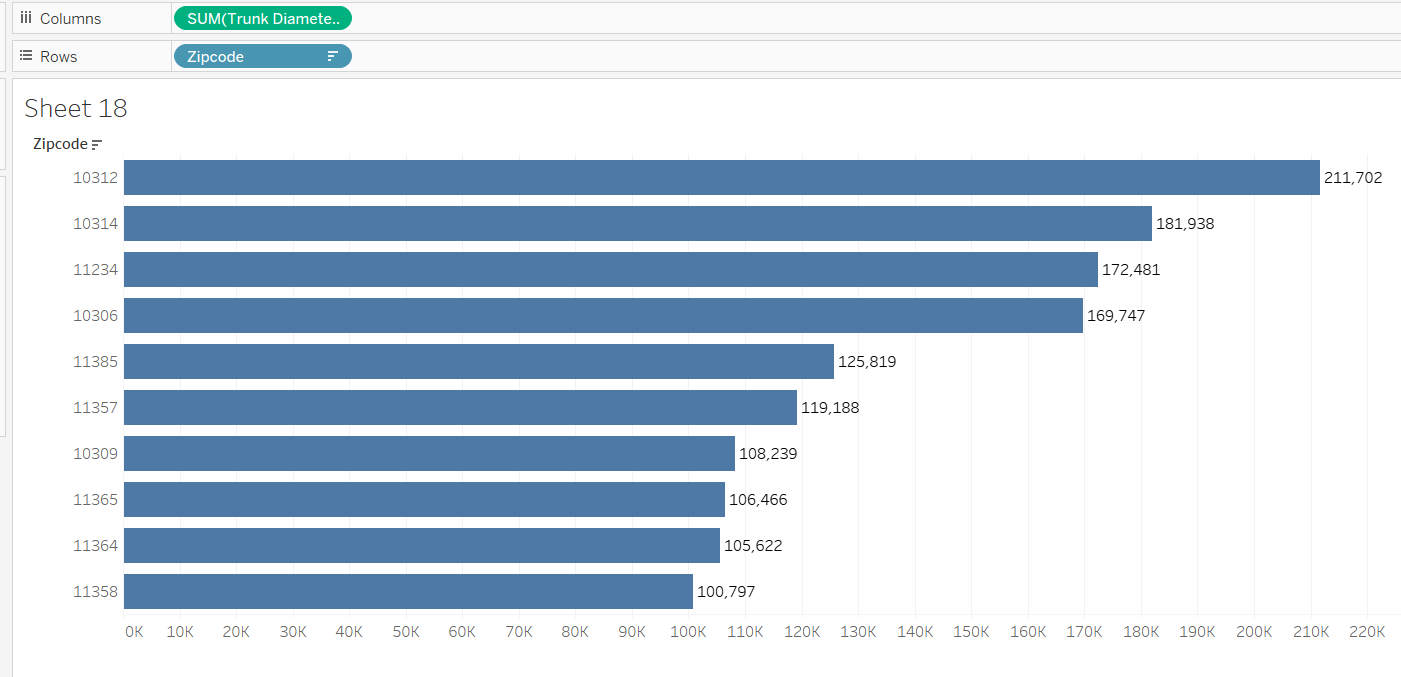 Columns SUM(Trunk Diamete..
Rows Zipcode
Sheet 18
Zipcode
10312 211,702
10314 181,938
11234 172,481
10306 169,747
11385 125,819
11357 119,188
10309 108,239
11365 106,466
11364 105,622
11358 100,797
0K 10K 20K 30K 40K 50K 60K 70K 80K 90K 100K 110K 120K 130K 140K 150K 160K 170K 180K 190K 200K 210K 220K